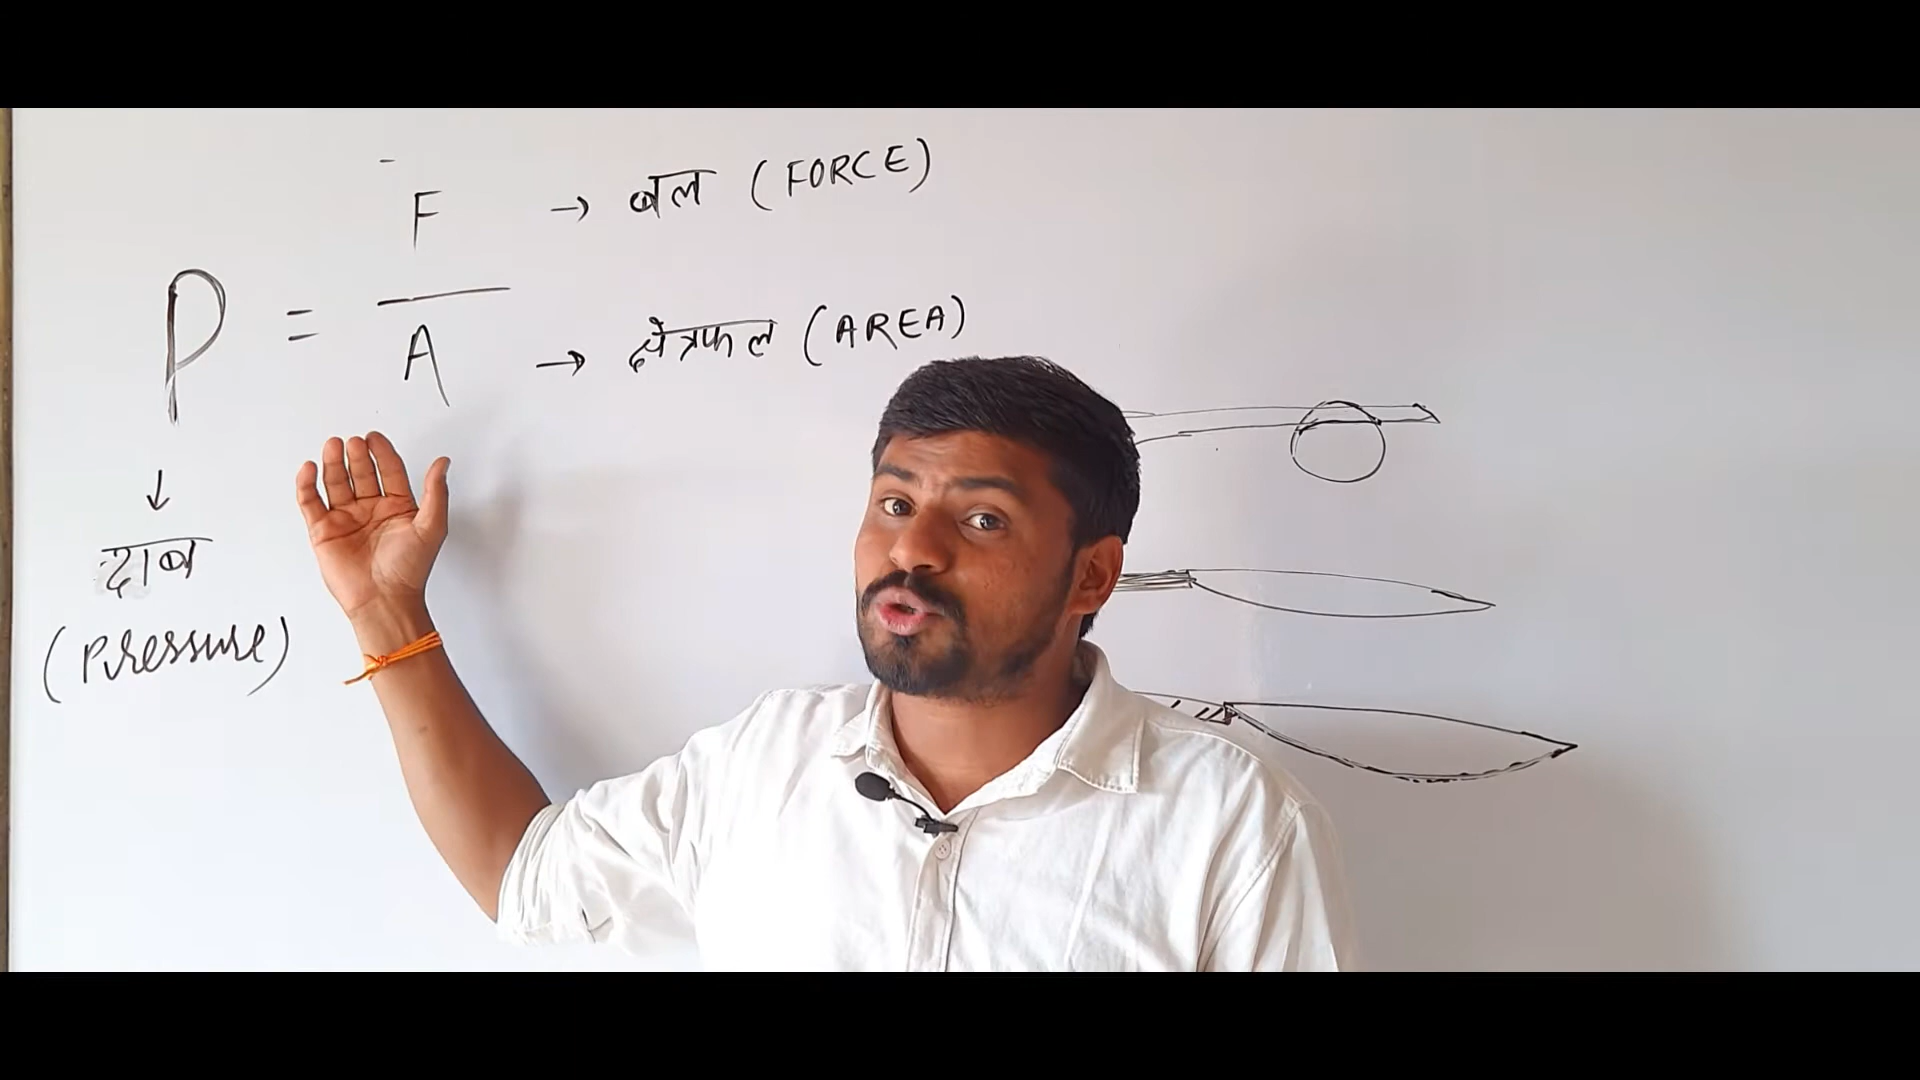 F → बल (FORCE)
P = —
A → क्षेत्रफल (AREA)
↓
दाब
(Pressure)